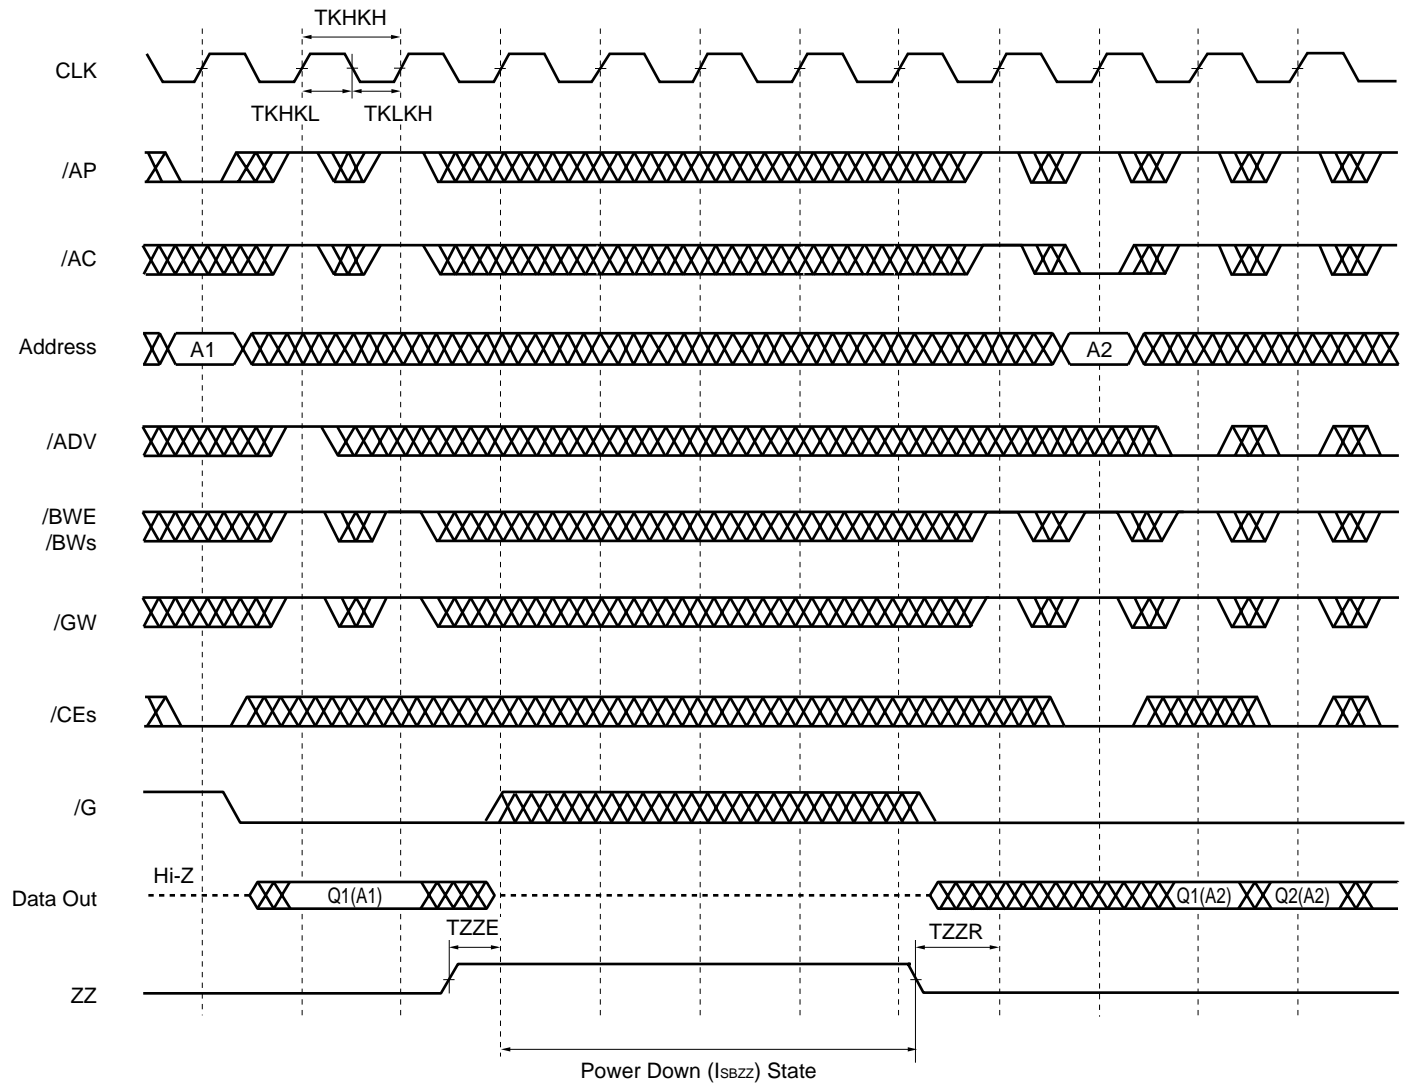 TKHKH
CLK
TKHKL
TKLKH
/AP
/AC
Address
A1
A2
/ADV
/BWE
/BWs
/GW
/CEs
/G
Hi-Z
Data Out
Q1(A1)
Q1(A2)
Q2(A2)
TZZE
TZZR
ZZ
Power Down (ISBZZ) State